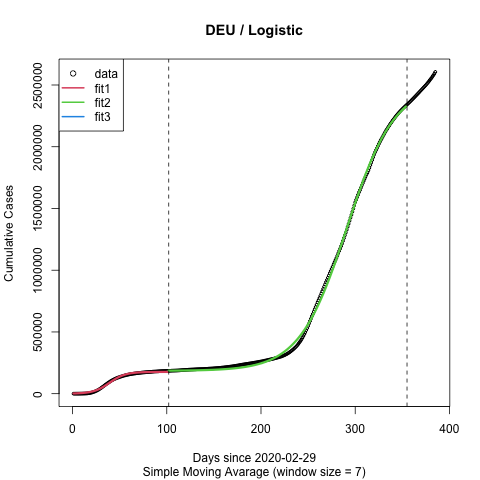 DEU / Logistic
data
fit1
fit2
fit3
Cumulative Cases
0
500000
1000000
1500000
2000000
2500000
0 100 200 300 400
Days since 2020-02-29
Simple Moving Avarage (window size = 7)